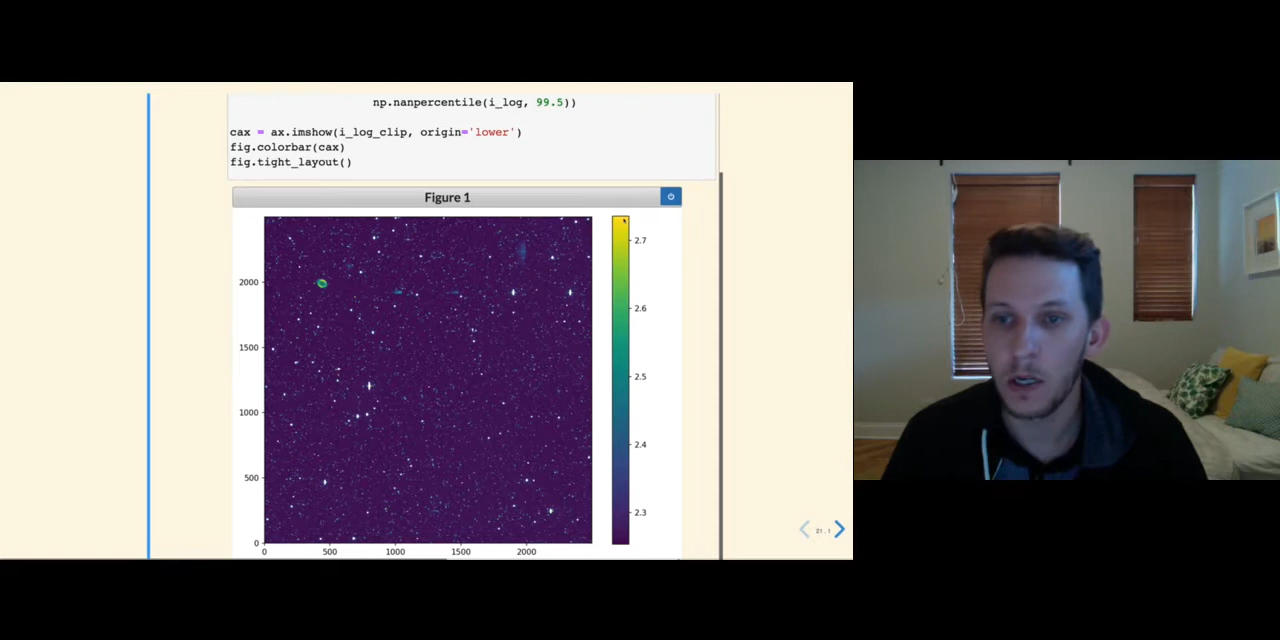 np.nanpercentile(i_log, 99.5))
cax = ax.imshow(i_log_clip, origin='lower')
fig.colorbar(cax)
fig.tight_layout()
Figure 1
2000
1500
1000
500
0
0 500 1000 1500 2000
2.7
2.6
2.5
2.4
2.3
21.1